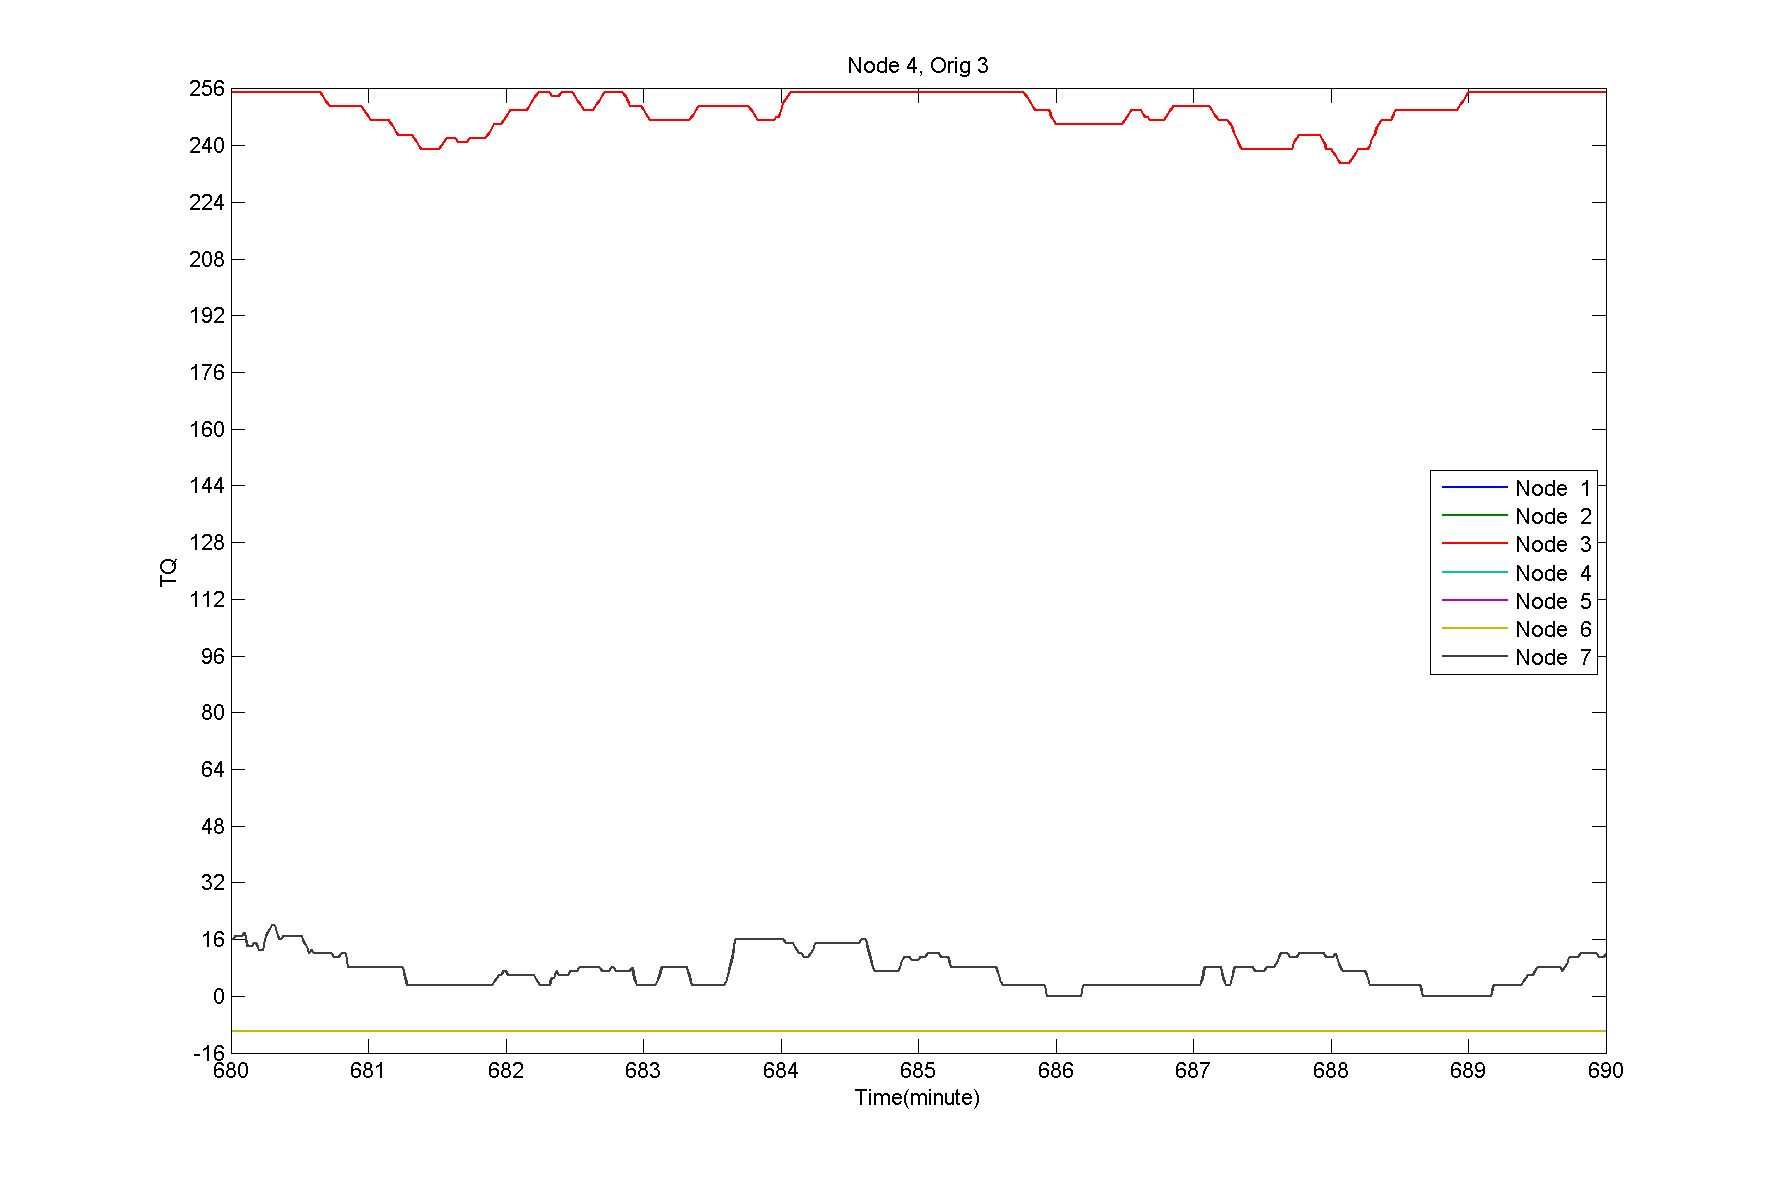 Node 4, Orig 3
256
240
224
208
192
176
160
144
128
112
96
80
64
48
32
16
0
-16
TQ
Node 1
Node 2
Node 3
Node 4
Node 5
Node 6
Node 7
680 681 682 683 684 685 686 687 688 689 690
Time(minute)